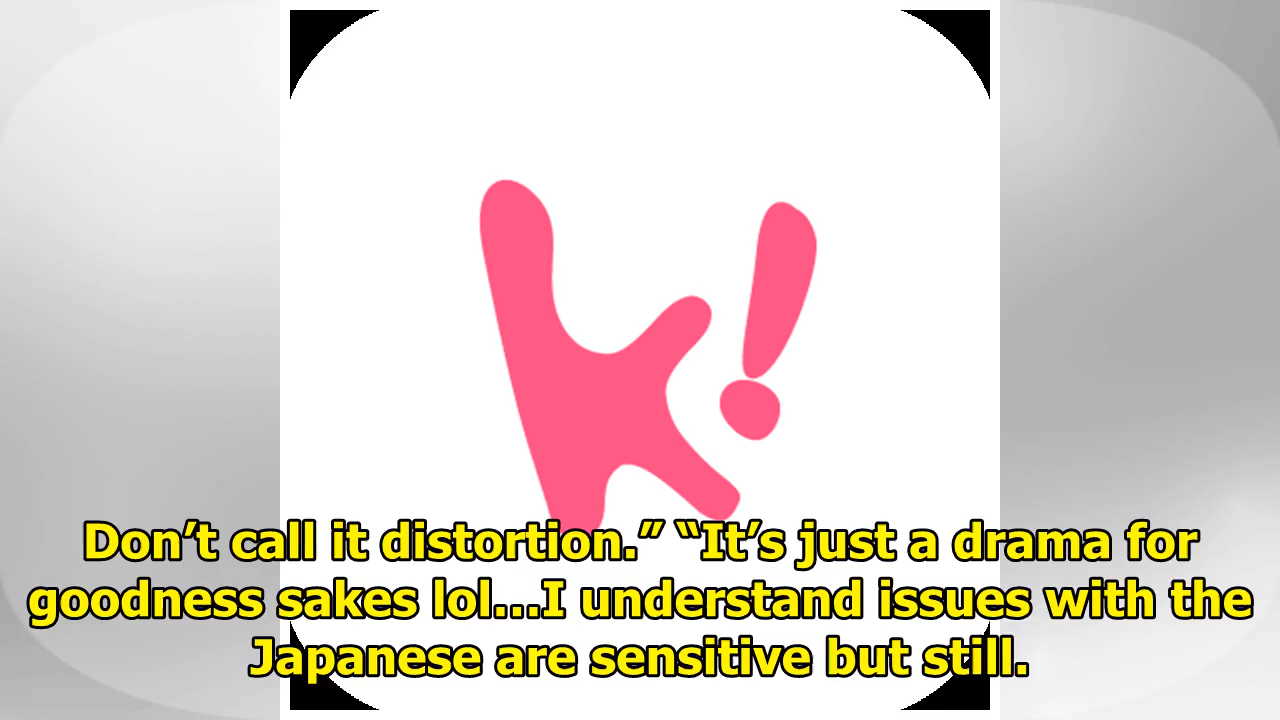 k!
Don’t call it distortion.” “It’s just a drama for
goodness sakes lol...I understand issues with the
Japanese are sensitive but still.